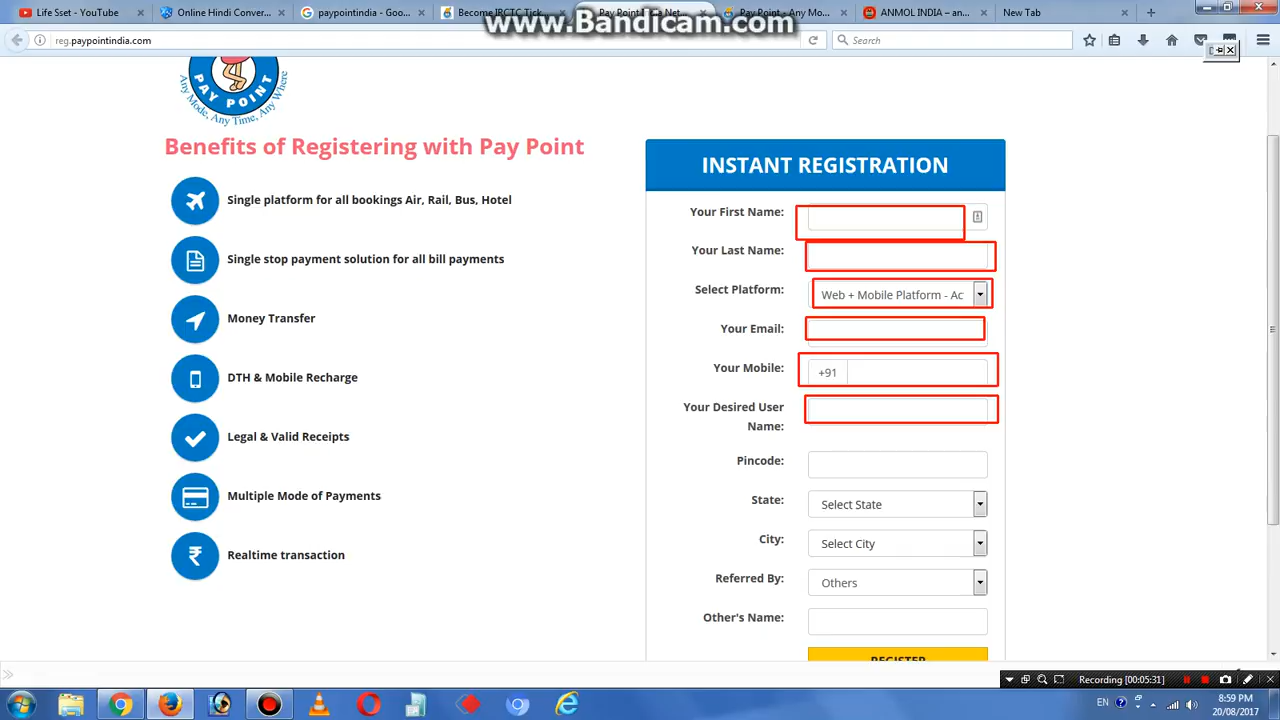 Life Sset - YouTube
Online Hindi Conver...
paypointindia - Goo...
Become IRCTC Tick
Pay Point
Net
Pay Point - Any Mo
ANMOL INDIA – an
New Tab
www.Bandicam.com
reg.paypointindia.com
Search
PAY POINT
Any Mode, Any Time, Any Where
Benefits of Registering with Pay Point
Single platform for all bookings Air, Rail, Bus, Hotel
Single stop payment solution for all bill payments
Money Transfer
DTH & Mobile Recharge
Legal & Valid Receipts
Multiple Mode of Payments
Realtime transaction
INSTANT REGISTRATION
Your First Name:
Your Last Name:
Select Platform: Web + Mobile Platform - Ac
Your Email:
Your Mobile: +91
Your Desired User
Name:
Pincode:
State: Select State
City: Select City
Referred By: Others
Other's Name:
REGISTER
Recording [00:05:31]
EN
8:59 PM
20/08/2017